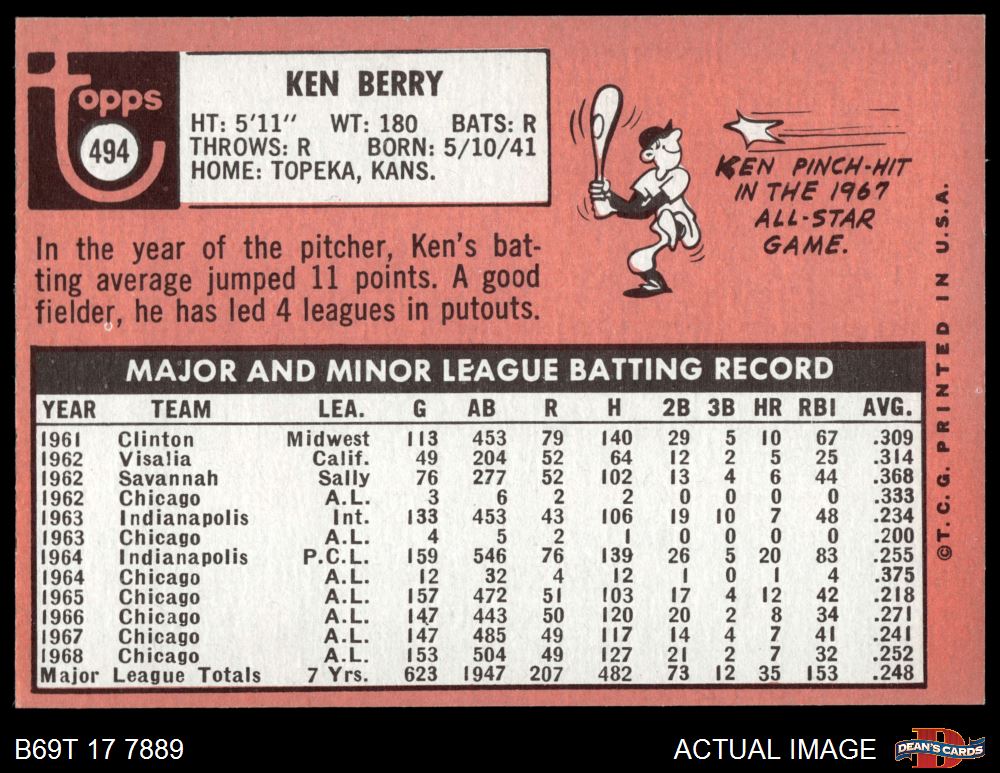 Topps
494
KEN BERRY
HT: 5'11" WT: 180 BATS: R
THROWS: R BORN: 5/10/41
HOME: TOPEKA, KANS.
KEN PINCH-HIT
IN THE 1967
ALL-STAR
GAME.
In the year of the pitcher, Ken's bat-
ting average jumped 11 points. A good
fielder, he has led 4 leagues in putouts.
MAJOR AND MINOR LEAGUE BATTING RECORD
YEAR TEAM LEA. G AB R H 2B 3B HR RBI AVG.
1961 Clinton Midwest 113 453 79 140 29 5 10 67 .309
1962 Visalia Calif. 49 204 52 64 12 2 5 25 .314
1962 Savannah Sally 76 277 52 102 13 4 6 44 .368
1962 Chicago A.L. 3 6 2 2 0 0 0 0 .333
1963 Indianapolis Int. 133 453 43 106 19 10 7 48 .234
1963 Chicago A.L. 4 5 2 1 0 0 0 0 .200
1964 Indianapolis P.C.L. 159 546 76 139 26 5 20 83 .255
1964 Chicago A.L. 12 32 4 12 1 0 1 4 .375
1965 Chicago A.L. 157 472 51 103 17 4 12 42 .218
1966 Chicago A.L. 147 443 50 120 20 2 8 34 .271
1967 Chicago A.L. 147 485 49 117 14 4 7 41 .241
1968 Chicago A.L. 153 504 49 127 21 2 7 32 .252
Major League Totals 7 Yrs. 623 1947 207 482 73 12 35 153 .248
©T. C. G. PRINTED IN U.S.A.
B69T 17 7889
ACTUAL IMAGE
D
DEAN'S CARDS